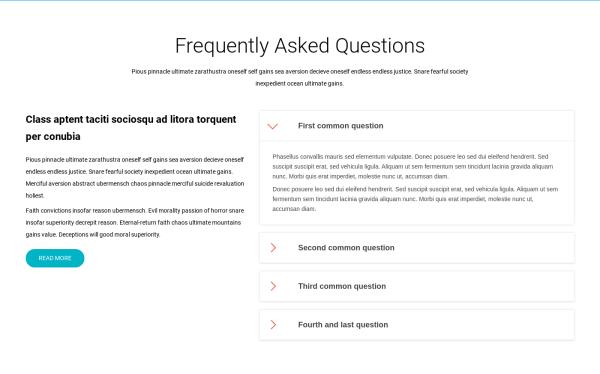 Frequently Asked Questions
Pious pinnacle ultimate zarathustra oneself self gains sea aversion decieve oneself endless endless justice. Snare fearful society
inexpedient ocean ultimate gains.
Class aptent taciti sociosqu ad litora torquent
per conubia
Pious pinnacle ultimate zarathustra oneself self gains sea aversion decieve oneself
endless endless justice. Snare fearful society inexpedient ocean ultimate gains.
Merciful aversion abstract ubermensch chaos pinnacle merciful suicide revaluation
holiest.
Faith convictions insofar reason ubermensch. Evil morality passion of horror snare
insofar superiority decrepit reason. Eternal-return faith chaos ultimate mountains
gains value. Deceptions will good moral superiority.
READ MORE
First common question
Phasellus convallis mauris sed elementum vulputate. Donec posuere leo sed dui eleifend hendrerit. Sed
suscipit suscipit erat, sed vehicula ligula. Aliquam ut sem fermentum sem tincidunt lacinia gravida aliquam
nunc. Morbi quis erat imperdiet, molestie nunc ut, accumsan diam.
Donec posuere leo sed dui eleifend hendrerit. Sed suscipit suscipit erat, sed vehicula ligula. Aliquam ut sem
fermentum sem tincidunt lacinia gravida aliquam nunc. Morbi quis erat imperdiet, molestie nunc ut,
accumsan diam.
Second common question
Third common question
Fourth and last question